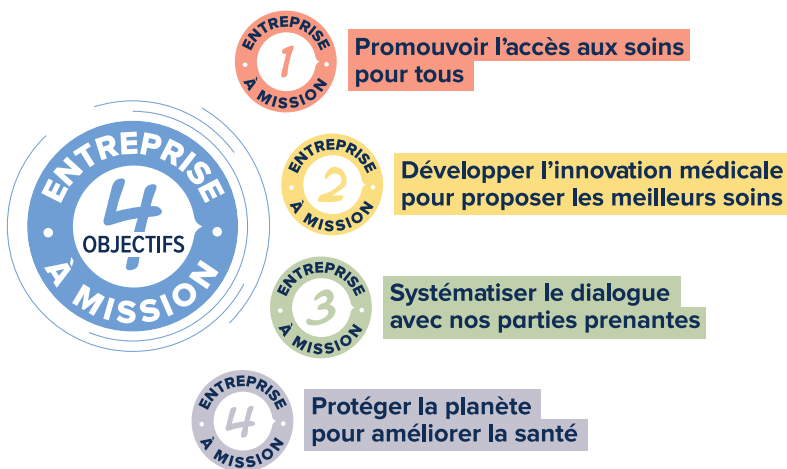 ENTREPRISE
1
À MISSION
Promouvoir l'accès aux soins
pour tous
ENTREPRISE
4
OBJECTIFS
À MISSION
ENTREPRISE
2
À MISSION
Développer l'innovation médicale
pour proposer les meilleurs soins
ENTREPRISE
3
À MISSION
Systématiser le dialogue
avec nos parties prenantes
ENTREPRISE
4
À MISSION
Protéger la planète
pour améliorer la santé